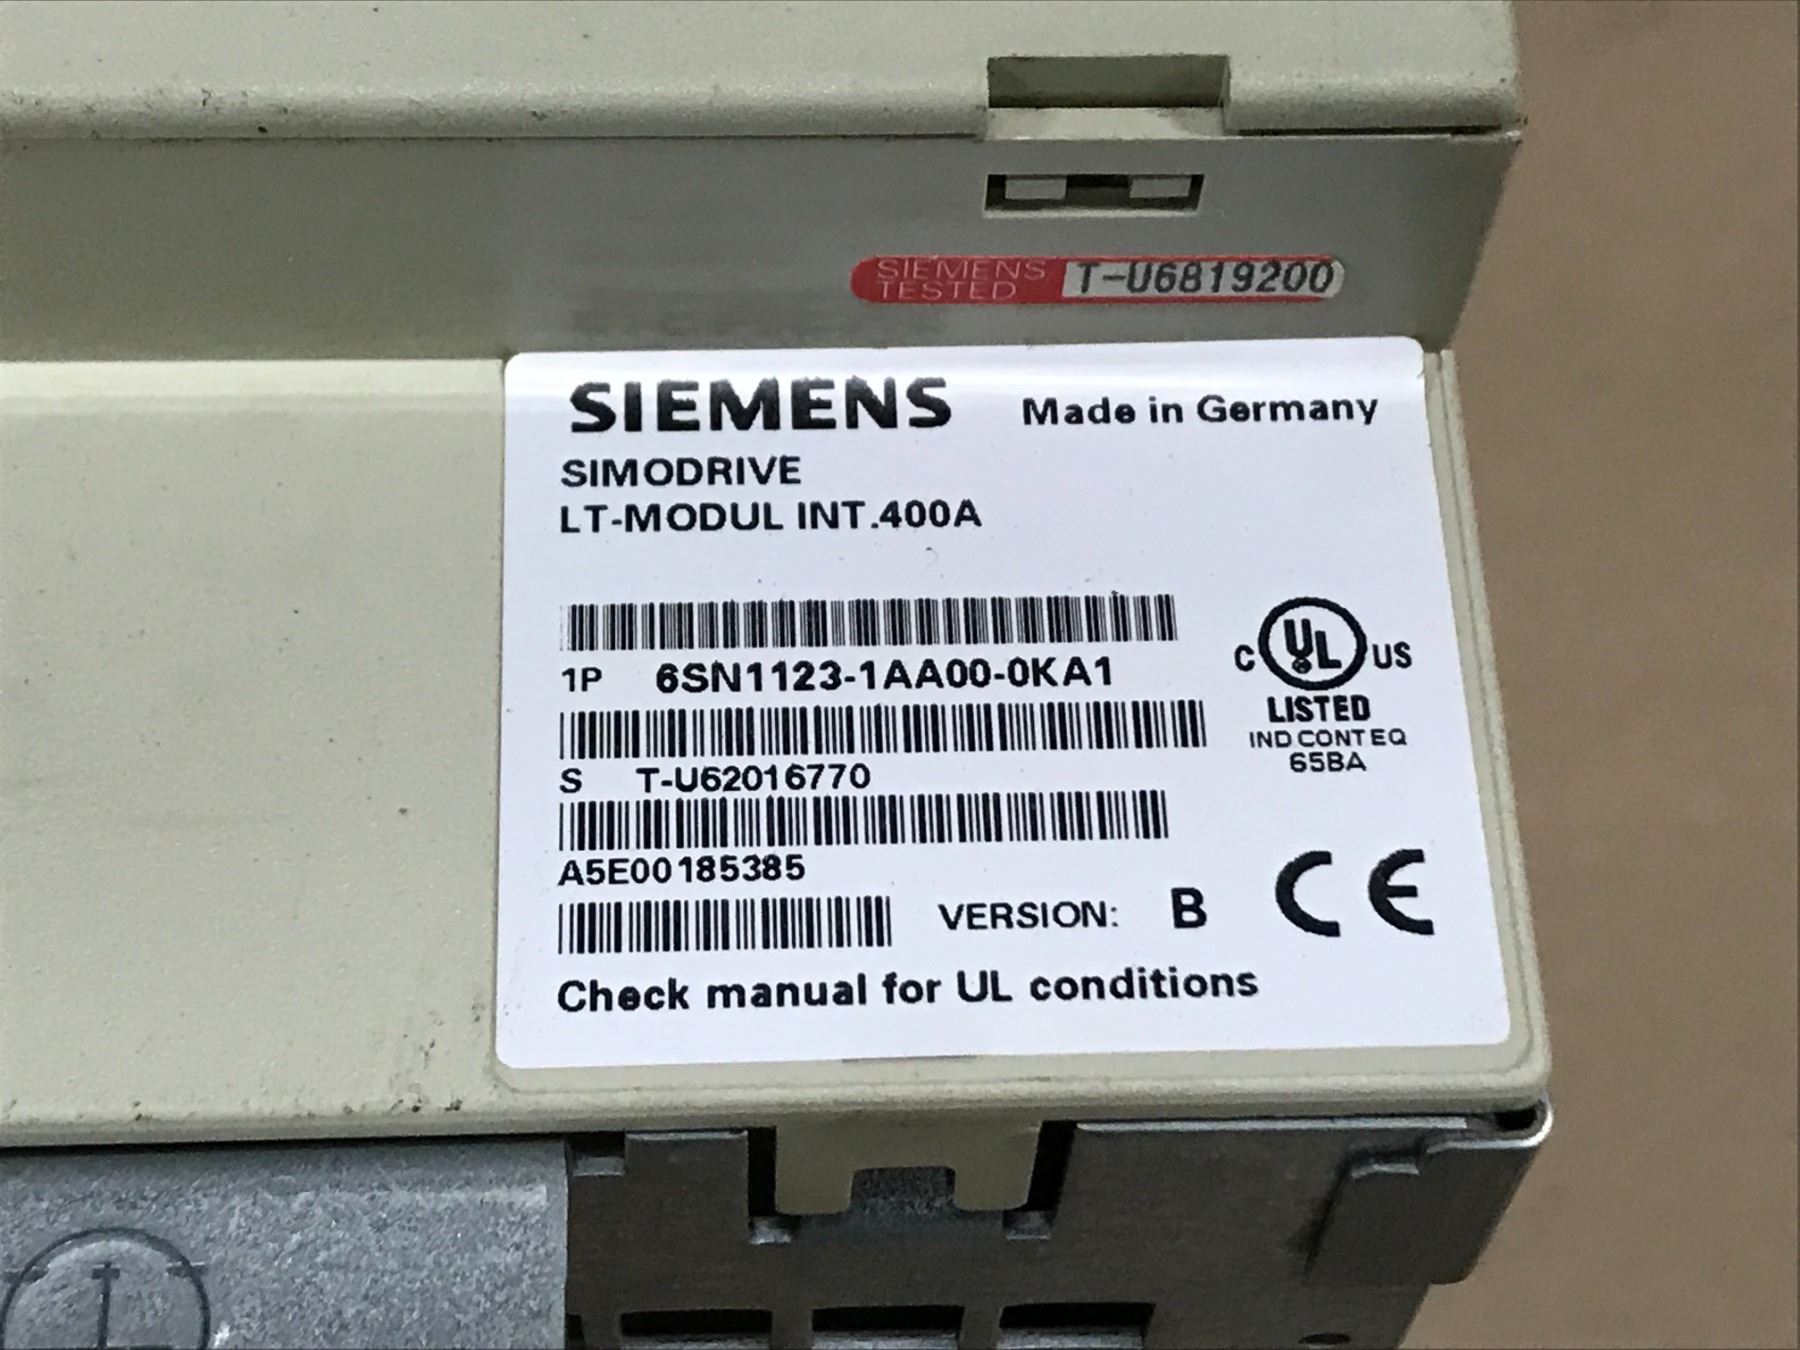 SIEMENS
TESTED
T-U6819200
SIEMENS Made in Germany
SIMODRIVE
LT-MODUL INT.400A
1P 6SN1123-1AA00-0KA1
C UL US
LISTED
IND CONT EQ
65BA
S T-U62016770
A5E00185385
VERSION: B CE
Check manual for UL conditions